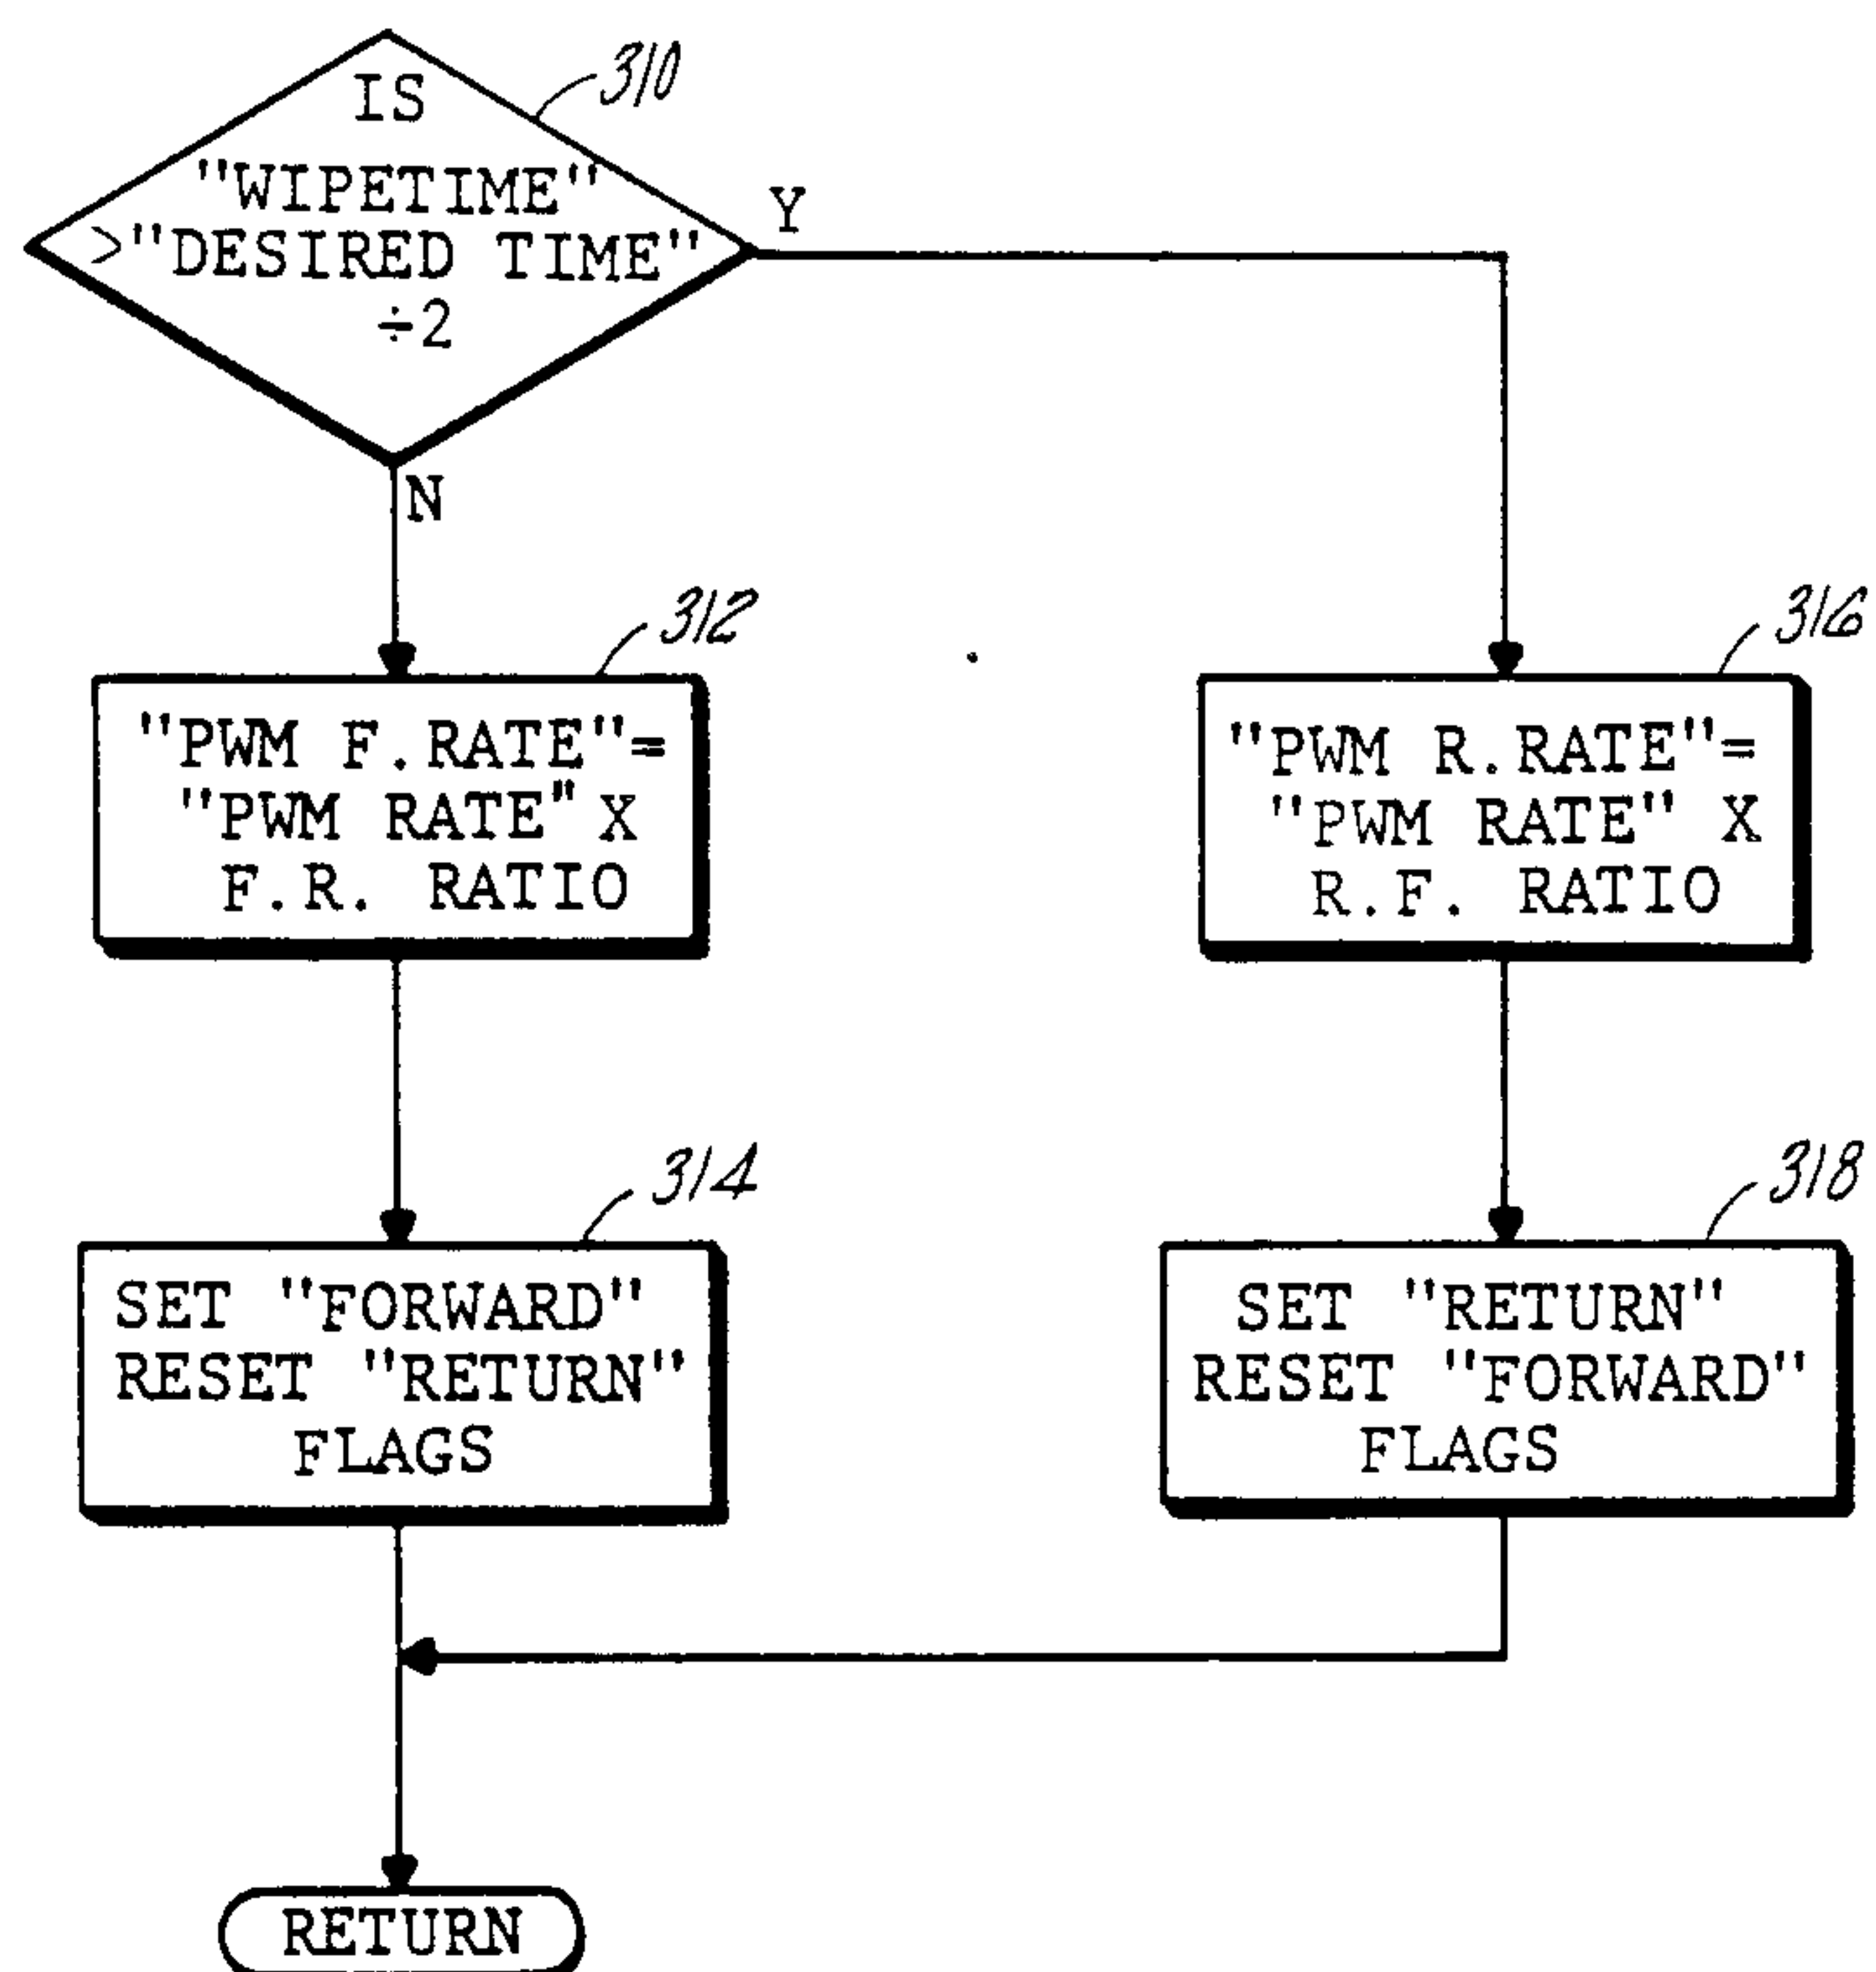 IS
"WIPETIME"
>"DESIRED TIME"
÷2
310
Y
N
312
"PWM F.RATE"=
"PWM RATE" X
F.R. RATIO
316
"PWM R.RATE"=
"PWM RATE" X
R.F. RATIO
314
SET "FORWARD"
RESET "RETURN"
FLAGS
318
SET "RETURN"
RESET "FORWARD"
FLAGS
RETURN